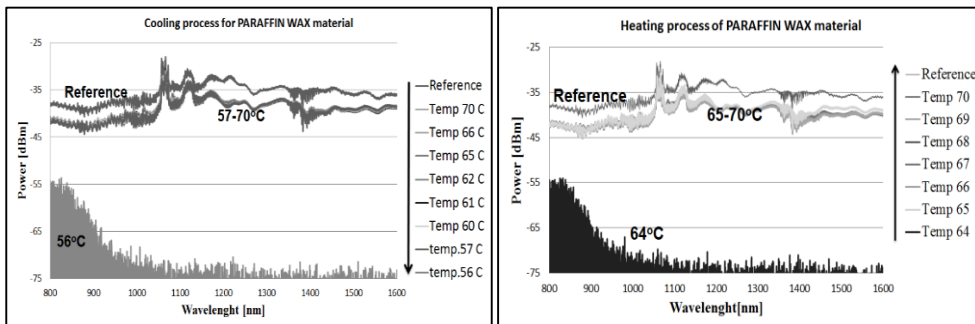 Cooling process for PARAFFIN WAX material
-25
-35
-45
-55
-65
-75
Power [dBm]
Reference
57-70°C
56°C
800 900 1000 1100 1200 1300 1400 1500 1600
Wavelenght [nm]
Reference
Temp 70 C
Temp 66 C
Temp 65 C
Temp 62 C
Temp 61 C
Temp 60 C
temp.57 C
temp.56 C
Heating process of PARAFFIN WAX material
-25
-35
-45
-55
-65
-75
Power [dBm]
Reference
65-70°C
64°C
800 900 1000 1100 1200 1300 1400 1500 1600
Wavelenght[nm]
Reference
Temp 70
Temp 69
Temp 68
Temp 67
Temp 66
Temp 65
Temp 64